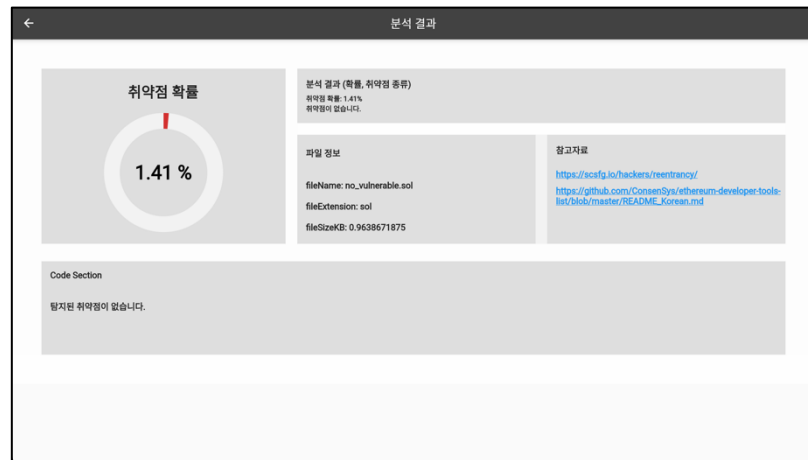 분석 결과
취약점 확률
1.41 %
분석 결과 (확률, 취약점 종류)
취약점 확률: 1.41%
취약점이 없습니다.
파일 정보
fileName: no_vulnerable.sol
fileExtension: sol
fileSizeKB: 0.9638671875
참고자료
https://scsfg.io/hackers/reentrancy/
https://github.com/ConsenSys/ethereum-developer-tools-
list/blob/master/README_Korean.md
Code Section
탐지된 취약점이 없습니다.